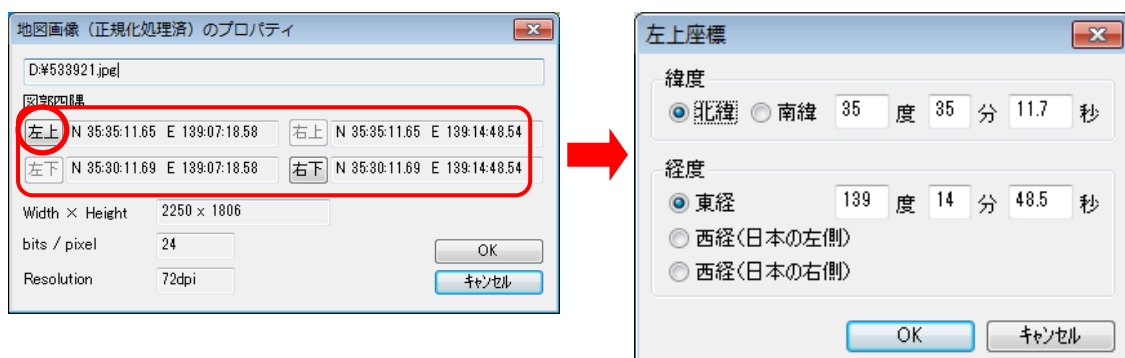 地図画像（正規化処理済）のプロパティ
D:¥533921.jpg
図郭四隅
左上 N 35:35:11.65 E 139:07:18.58 右上 N 35:35:11.65 E 139:14:48.54
左下 N 35:30:11.69 E 139:07:18.58 右下 N 35:30:11.69 E 139:14:48.54
Width × Height 2250 × 1806
bits / pixel 24
OK
Resolution 72dpi
キャンセル
左上座標
緯度
北緯 南緯 35 度 35 分 11.7 秒
経度
東経 139 度 14 分 48.5 秒
西経(日本の左側)
西経(日本の右側)
OK キャンセル